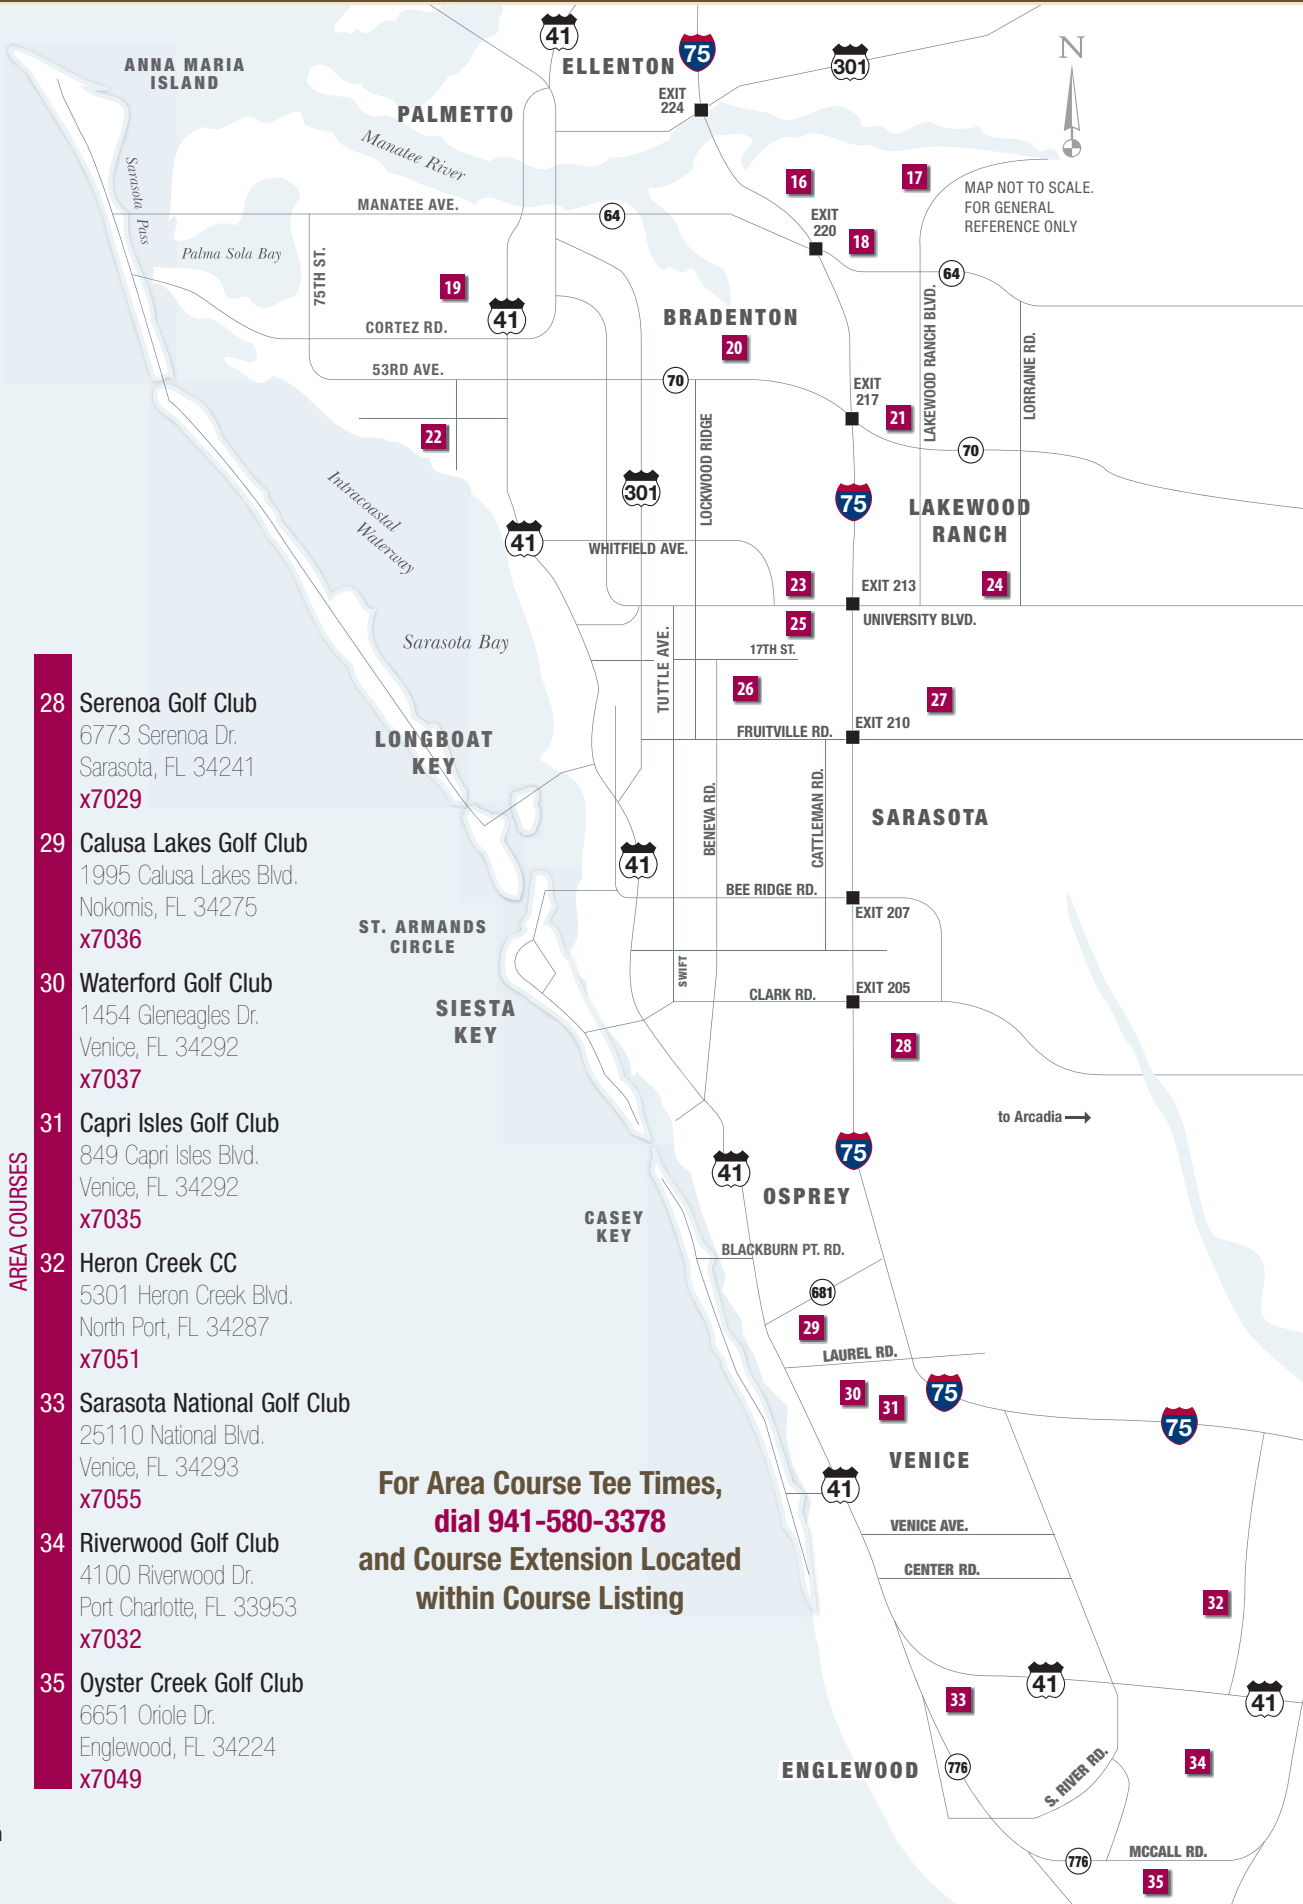 41
ELLENTON
75
301
N
ANNA MARIA
ISLAND
EXIT
224
PALMETTO
Manatee River
Sarasota Pass
16
17
MAP NOT TO SCALE.
FOR GENERAL
REFERENCE ONLY
MANATEE AVE.
64
EXIT
220
18
Palma Sola Bay
75TH ST.
64
19
41
BRADENTON
LAKEWOOD RANCH BLVD.
LORRAINE RD.
CORTEZ RD.
20
53RD AVE.
70
EXIT
217
21
22
LOCKWOOD RIDGE
70
Intracoastal
Waterway
301
75
LAKEWOOD
RANCH
41
WHITFIELD AVE.
23
EXIT 213
24
25
UNIVERSITY BLVD.
Sarasota Bay
TUTTLE AVE.
17TH ST.
26
27
EXIT 210
FRUITVILLE RD.
LONGBOAT
KEY
BENEVA RD.
CATTLEMAN RD.
SARASOTA
41
BEE RIDGE RD.
EXIT 207
ST. ARMANDS
CIRCLE
SWIFT
EXIT 205
CLARK RD.
SIESTA
KEY
28
to Arcadia
75
41
OSPREY
CASEY
KEY
BLACKBURN PT. RD.
681
29
LAUREL RD.
30
31
75
75
VENICE
41
VENICE AVE.
CENTER RD.
32
41
33
41
ENGLEWOOD
776
S. RIVER RD.
34
776
MCCALL RD.
35
AREA COURSES
28 Serenoa Golf Club
6773 Serenoa Dr.
Sarasota, FL 34241
x7029
29 Calusa Lakes Golf Club
1995 Calusa Lakes Blvd.
Nokomis, FL 34275
x7036
30 Waterford Golf Club
1454 Gleneagles Dr.
Venice, FL 34292
x7037
31 Capri Isles Golf Club
849 Capri Isles Blvd.
Venice, FL 34292
x7035
32 Heron Creek CC
5301 Heron Creek Blvd.
North Port, FL 34287
x7051
33 Sarasota National Golf Club
25110 National Blvd.
Venice, FL 34293
x7055
34 Riverwood Golf Club
4100 Riverwood Dr.
Port Charlotte, FL 33953
x7032
35 Oyster Creek Golf Club
6651 Oriole Dr.
Englewood, FL 34224
x7049
For Area Course Tee Times,
dial 941-580-3378
and Course Extension Located
within Course Listing